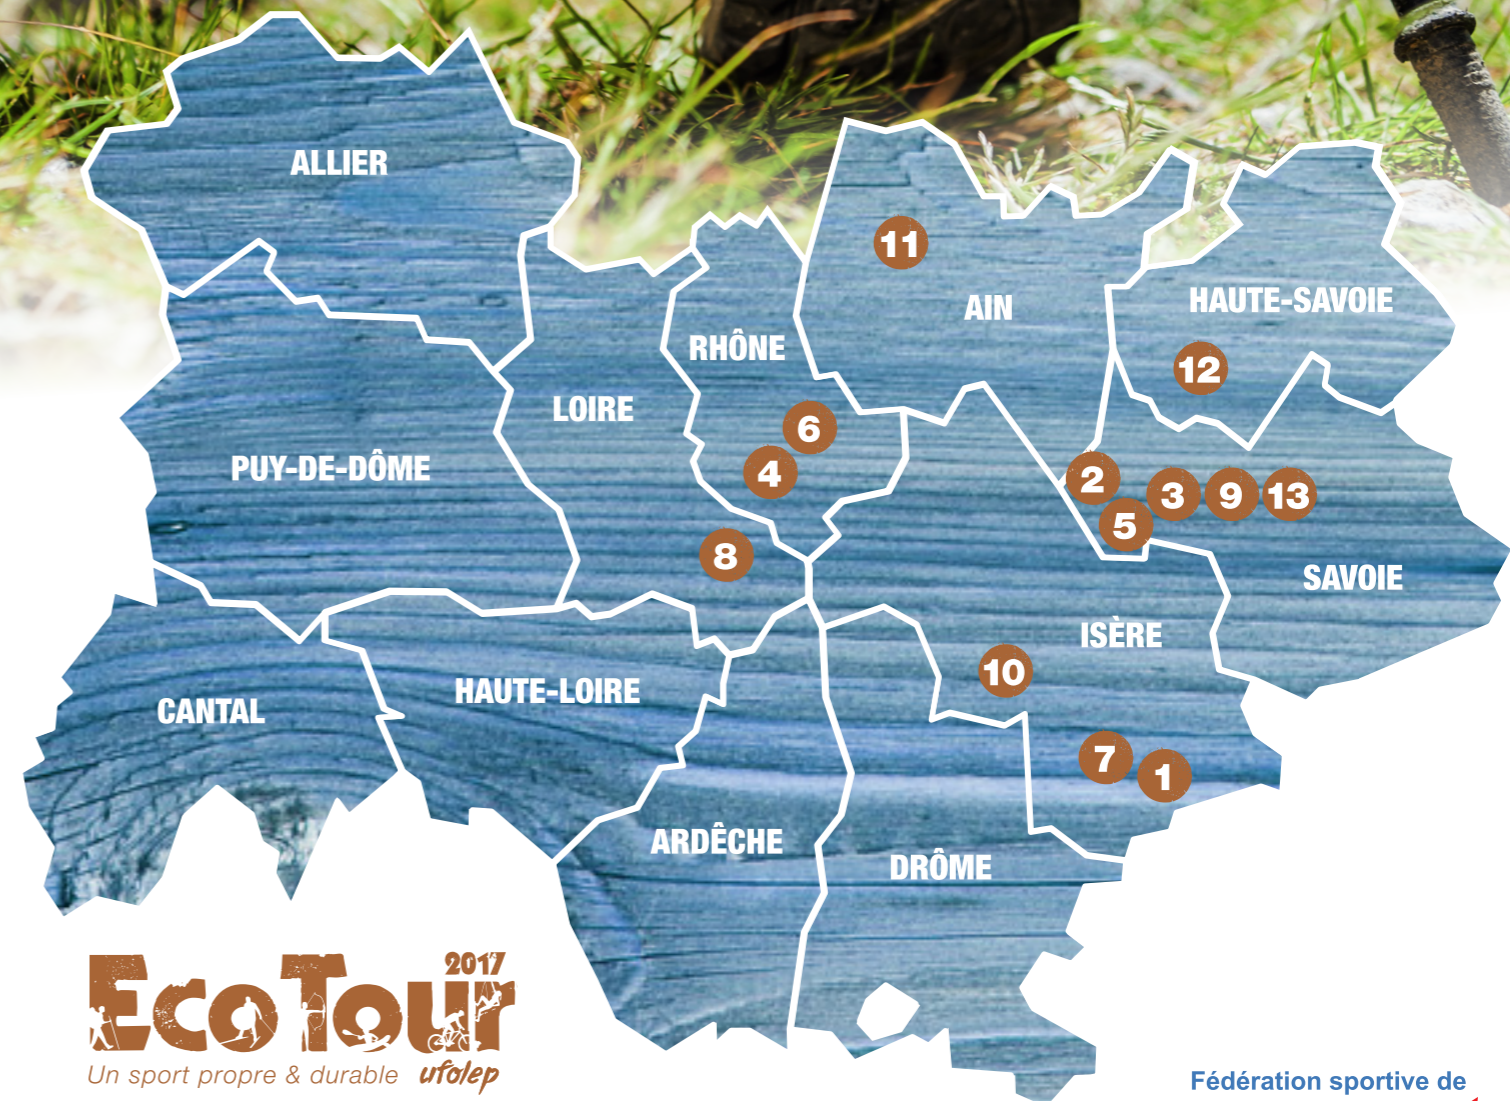 ALLIER
11
AIN
HAUTE-SAVOIE
RHÔNE
12
LOIRE
6
PUY-DE-DÔME
4
2
3
9
13
5
8
SAVOIE
ISÈRE
10
HAUTE-LOIRE
CANTAL
7
1
ARDÊCHE
DRÔME
2017
EcoTour
Un sport propre & durable ufolep
Fédération sportive de